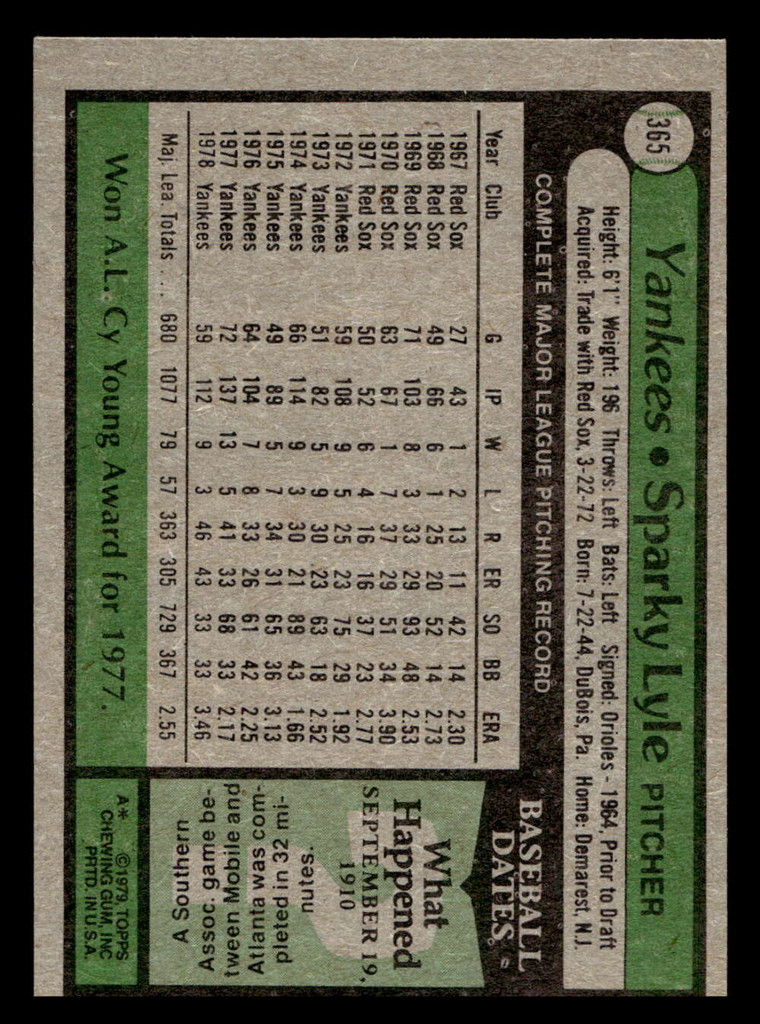 365
Yankees • Sparky Lyle PITCHER
Height: 6'1" Weight: 196 Throws: Left Bats: Left Signed: Orioles - 1964, Prior to Draft
Acquired: Trade with Red Sox, 3-22-72 Born: 7-22-44, DuBois, Pa. Home: Demarest, N.J.
COMPLETE MAJOR LEAGUE PITCHING RECORD
Year Club G IP W L R ER SO BB ERA
1967 Red Sox 27 43 1 2 13 11 42 14 2.30
1968 Red Sox 49 66 6 1 25 20 52 14 2.73
1969 Red Sox 71 103 8 3 33 29 93 48 2.53
1970 Red Sox 63 67 1 7 37 29 51 34 3.90
1971 Red Sox 50 52 6 4 16 16 37 23 2.77
1972 Yankees 59 108 9 5 25 23 75 29 1.92
1973 Yankees 51 82 5 9 30 23 63 18 2.52
1974 Yankees 66 114 9 3 30 21 89 43 1.66
1975 Yankees 49 89 5 7 34 31 65 36 3.13
1976 Yankees 64 104 7 8 33 26 61 42 2.25
1977 Yankees 72 137 13 5 41 33 68 33 2.17
1978 Yankees 59 112 9 3 46 43 33 33 3.46
Maj. Lea. Totals . . . 680 1077 79 57 363 305 729 367 2.55
Won A.L. Cy Young Award for 1977.
BASEBALL
DATES
What
Happened
SEPTEMBER 19,
1910
A Southern
Assoc. game be-
tween Mobile and
Atlanta was com-
pleted in 32 mi-
nutes.
A* ©1979, TOPPS
CHEWING GUM, INC
PRTD. IN U.S.A.